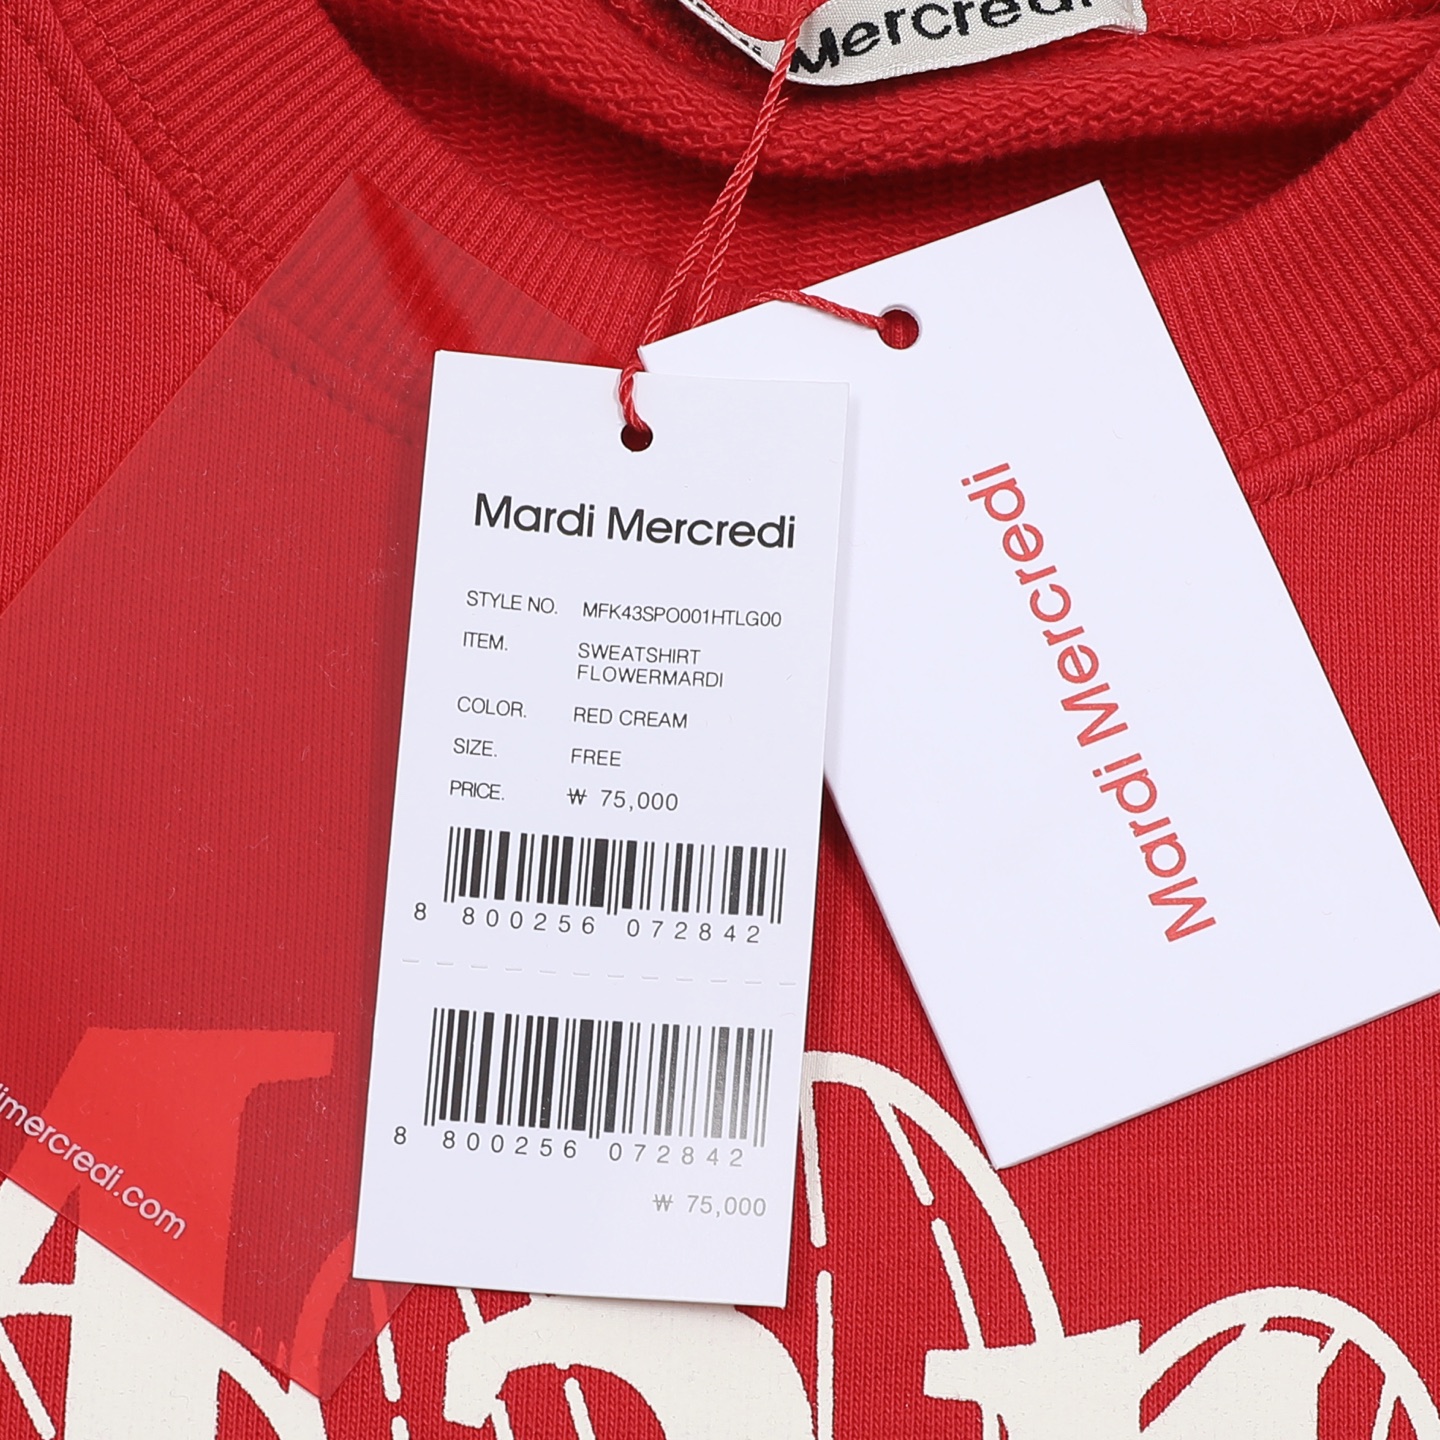 Mercredi
Mardi Mercredi
STYLE NO. MFK43SPO001HTLG00
ITEM. SWEATSHIRT
FLOWERMARDI
COLOR. RED CREAM
SIZE. FREE
PRICE. ₩ 75,000
8 800256 072842
8 800256 072842
₩ 75,000
Mardi Mercredi
imercredi.com